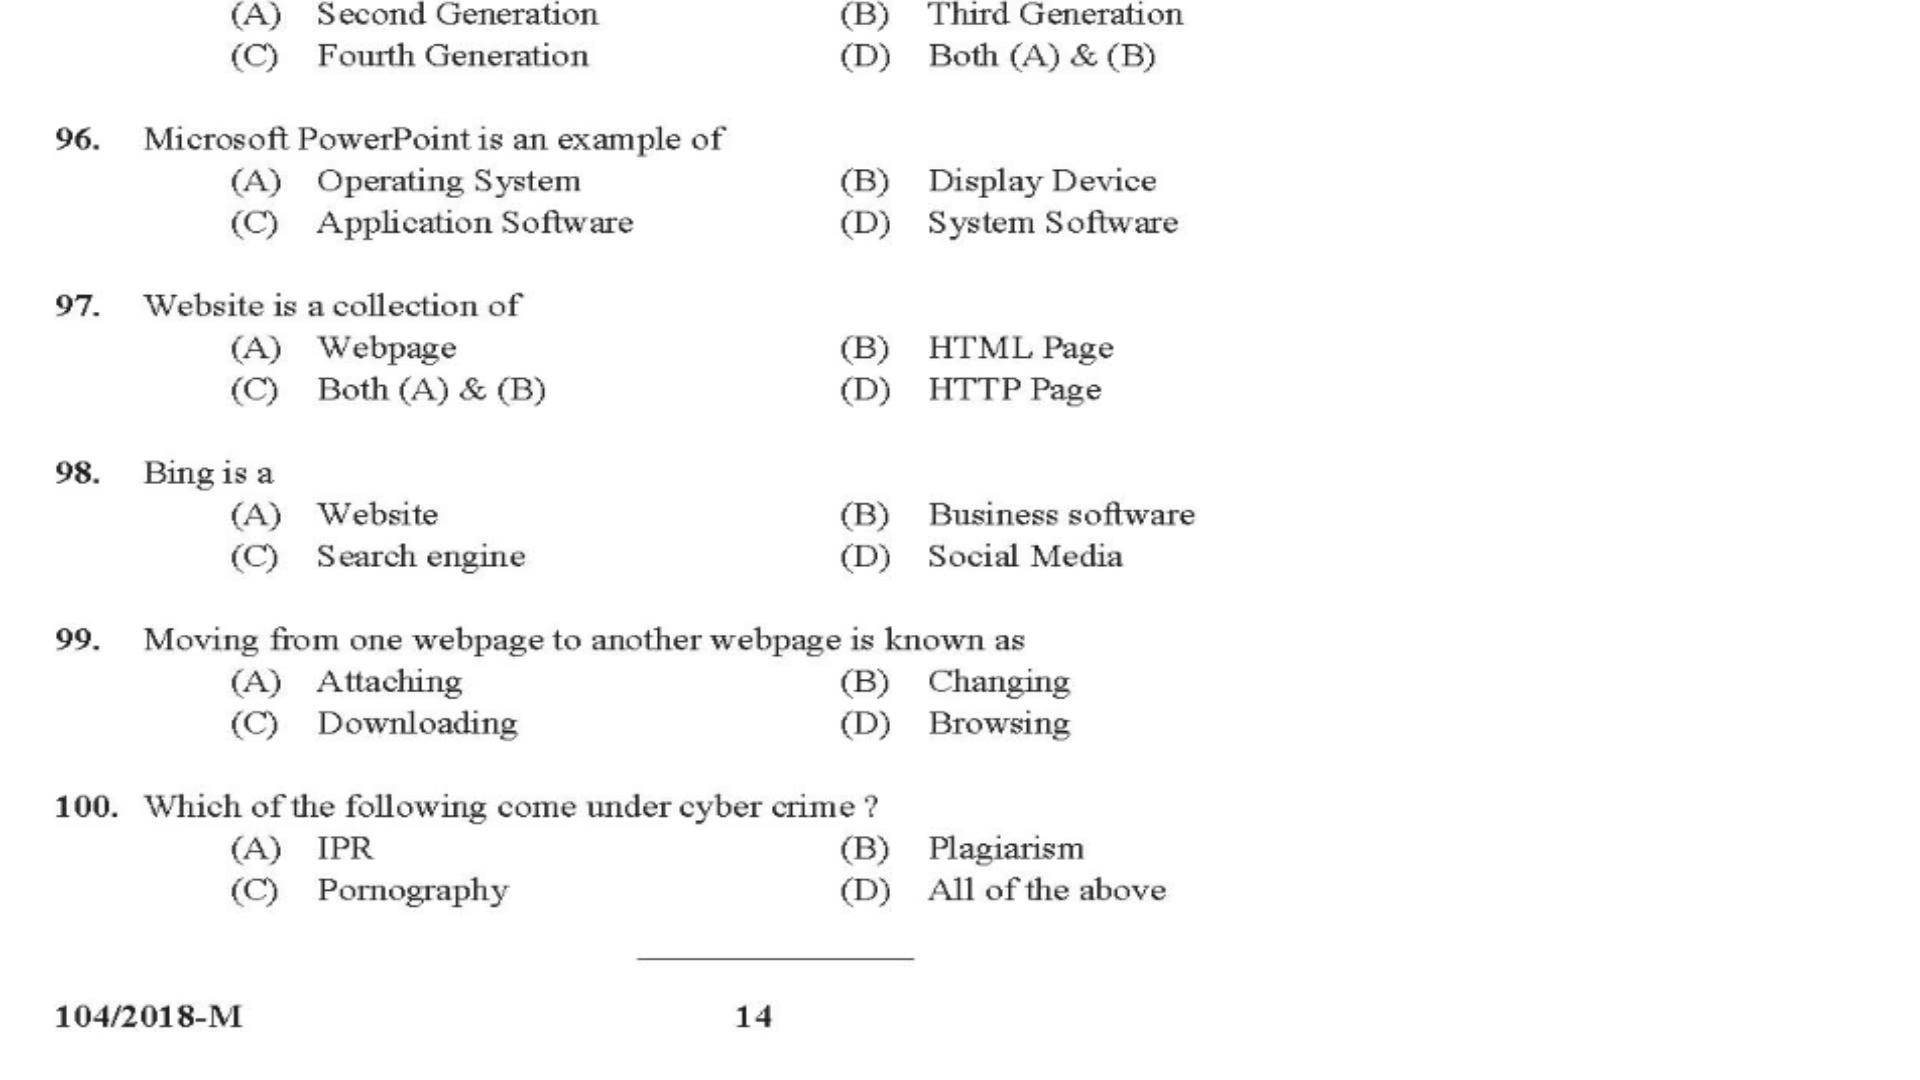 (A) Second Generation (B) Third Generation
(C) Fourth Generation (D) Both (A) & (B)
96. Microsoft PowerPoint is an example of
(A) Operating System (B) Display Device
(C) Application Software (D) System Software
97. Website is a collection of
(A) Webpage (B) HTML Page
(C) Both (A) & (B) (D) HTTP Page
98. Bing is a
(A) Website (B) Business software
(C) Search engine (D) Social Media
99. Moving from one webpage to another webpage is known as
(A) Attaching (B) Changing
(C) Downloading (D) Browsing
100. Which of the following come under cyber crime ?
(A) IPR (B) Plagiarism
(C) Pornography (D) All of the above
104/2018-M 14